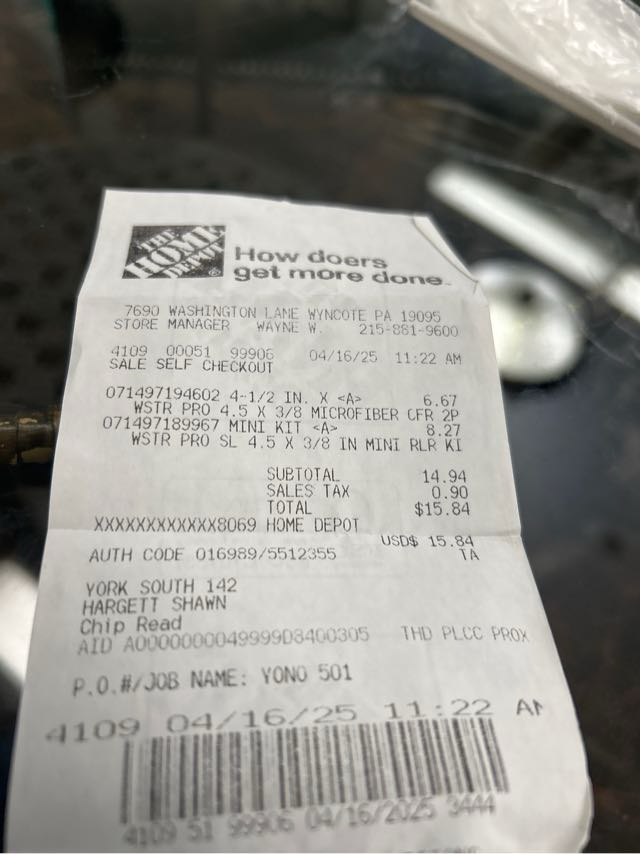 THE
HOME
DEPOT
How doers
get more done.
7690 WASHINGTON LANE WYNCOTE PA 19095
STORE MANAGER WAYNE W. 215-881-9600
4109 00051 99906 04/16/25 11:22 AM
SALE SELF CHECKOUT
071497194602 4-1/2 IN. X <A> 6.67
WSTR PRO 4.5 X 3/8 MICROFIBER CFR 2P
071497189967 MINI KIT <A> 8.27
WSTR PRO SL 4.5 X 3/8 IN MINI RLR KI
SUBTOTAL 14.94
SALES TAX 0.90
TOTAL $15.84
XXXXXXXXXXXX8069 HOME DEPOT
USD$ 15.84
AUTH CODE 016989/5512355 TA
YORK SOUTH 142
HARGETT SHAWN
Chip Read
AID A0000000049999D8400305 THD PLCC PROX
P.O.#/JOB NAME: YONO 501
4109 04/16/25 11:22 AM
4109 51 99906 04/16/2025 3444